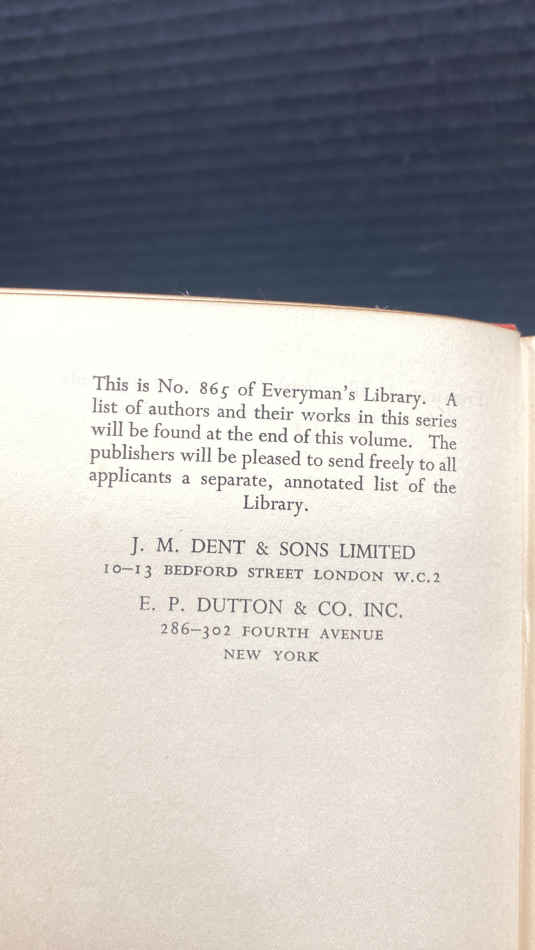 This is No. 865 of Everyman's Library. A
list of authors and their works in this series
will be found at the end of this volume. The
publishers will be pleased to send freely to all
applicants a separate, annotated list of the
Library.
J. M. DENT & SONS LIMITED
10–13 BEDFORD STREET LONDON W.C.2
E. P. DUTTON & CO. INC.
286–302 FOURTH AVENUE
NEW YORK